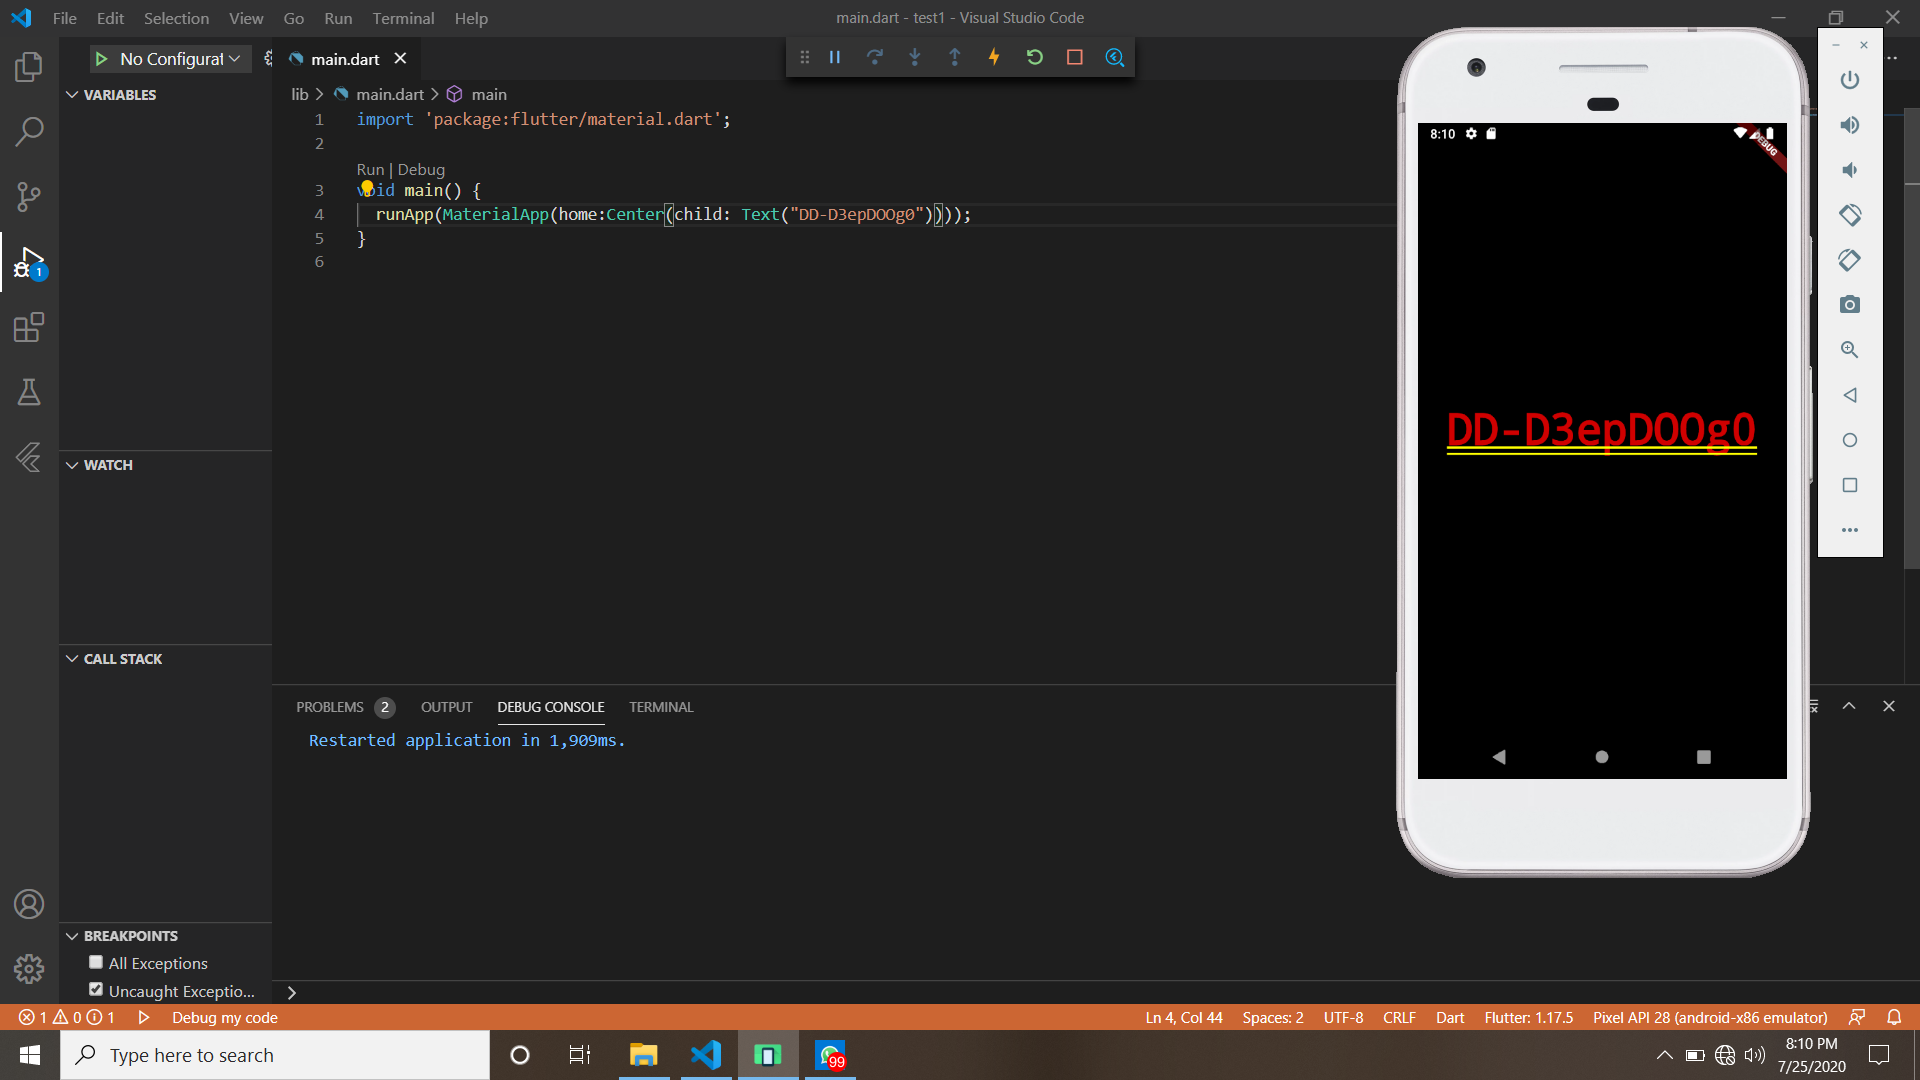 File Edit Selection View Go Run Terminal Help
main.dart - test1 - Visual Studio Code
No Configurat
main.dart
VARIABLES
lib > main.dart > main
1 import 'package:flutter/material.dart';
2
Run | Debug
3 void main() {
4 runApp(MaterialApp(home:Center(child: Text("DD-D3epDOOg0"))));
5 }
6
1
8:10
DEBUG
DD-D3epDOOg0
WATCH
CALL STACK
PROBLEMS 2 OUTPUT DEBUG CONSOLE TERMINAL
Restarted application in 1,909ms.
BREAKPOINTS
All Exceptions
Uncaught Exceptio...
1 0 1 Debug my code
Ln 4, Col 44 Spaces: 2 UTF-8 CRLF Dart Flutter: 1.17.5 Pixel API 28 (android-x86 emulator)
Type here to search
99
8:10 PM
7/25/2020